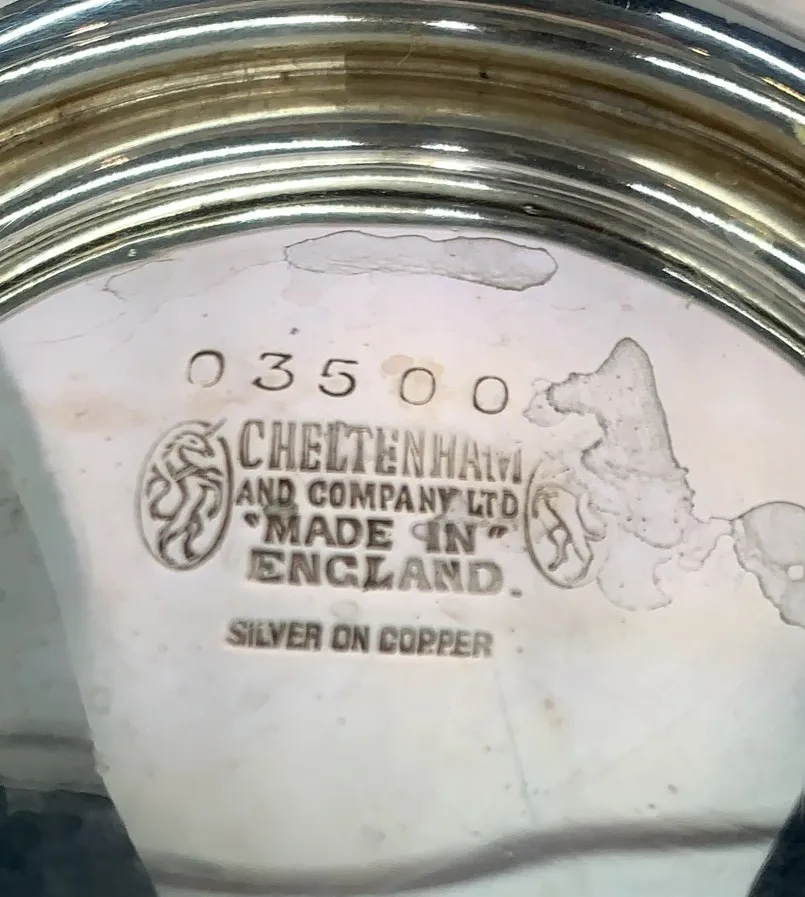 03500
CHELTENHAM
AND COMPANY LTD
"MADE IN"
ENGLAND.
SILVER ON COPPER